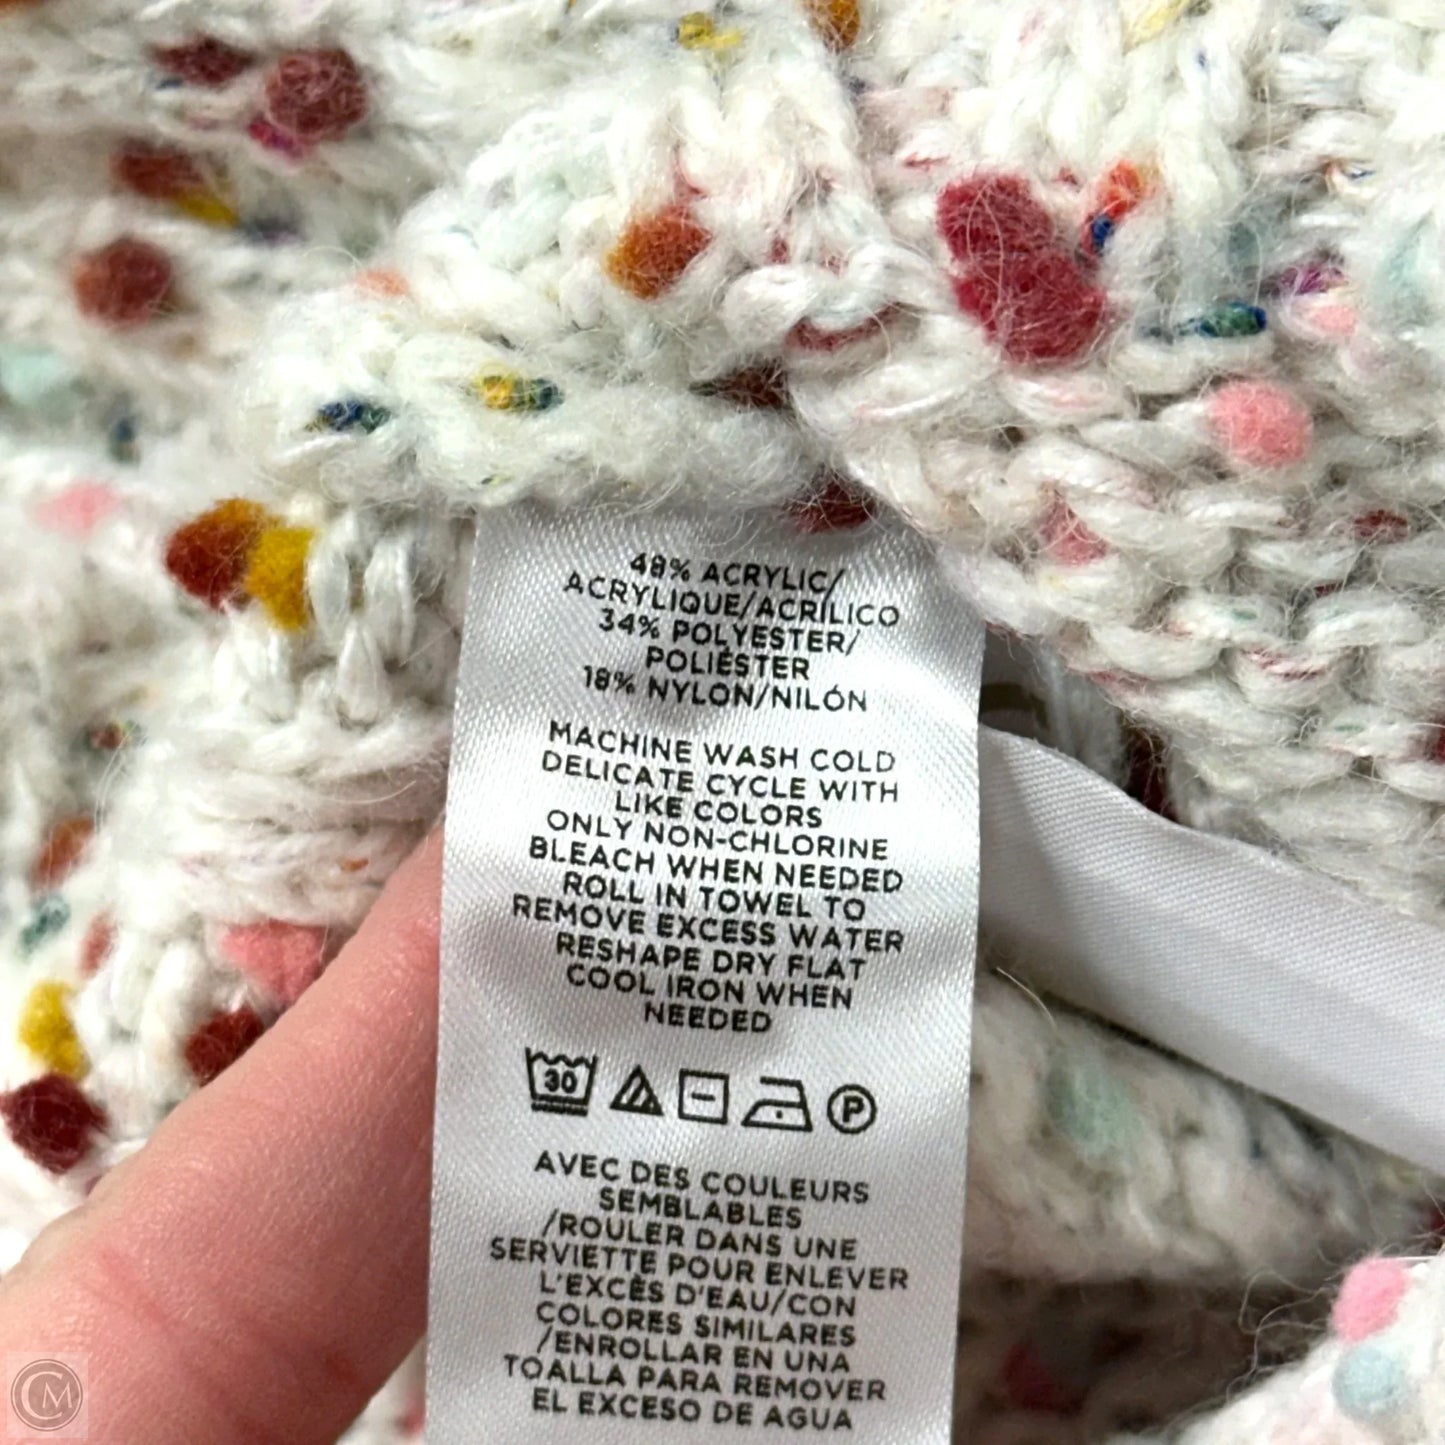 48% ACRYLIC/
ACRYLIQUE/ACRÍLICO
34% POLYESTER/
POLIÉSTER
18% NYLON/NILÓN
MACHINE WASH COLD
DELICATE CYCLE WITH
LIKE COLORS
ONLY NON-CHLORINE
BLEACH WHEN NEEDED
ROLL IN TOWEL TO
REMOVE EXCESS WATER
RESHAPE DRY FLAT
COOL IRON WHEN
NEEDED
30 P
AVEC DES COULEURS
SEMBLABLES
/ROULER DANS UNE
SERVIETTE POUR ENLEVER
L'EXCÈS D'EAU/CON
COLORES SIMILARES
/ENROLLAR EN UNA
TOALLA PARA REMOVER
EL EXCESO DE AGUA
CM